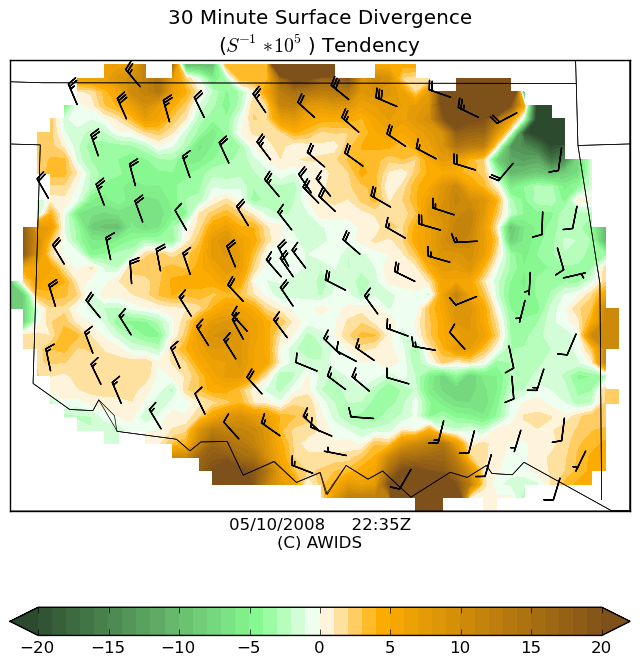 30 Minute Surface Divergence
(S⁻¹ ∗ 10⁵ ) Tendency
05/10/2008 22:35Z
(C) AWIDS
−20 −15 −10 −5 0 5 10 15 20